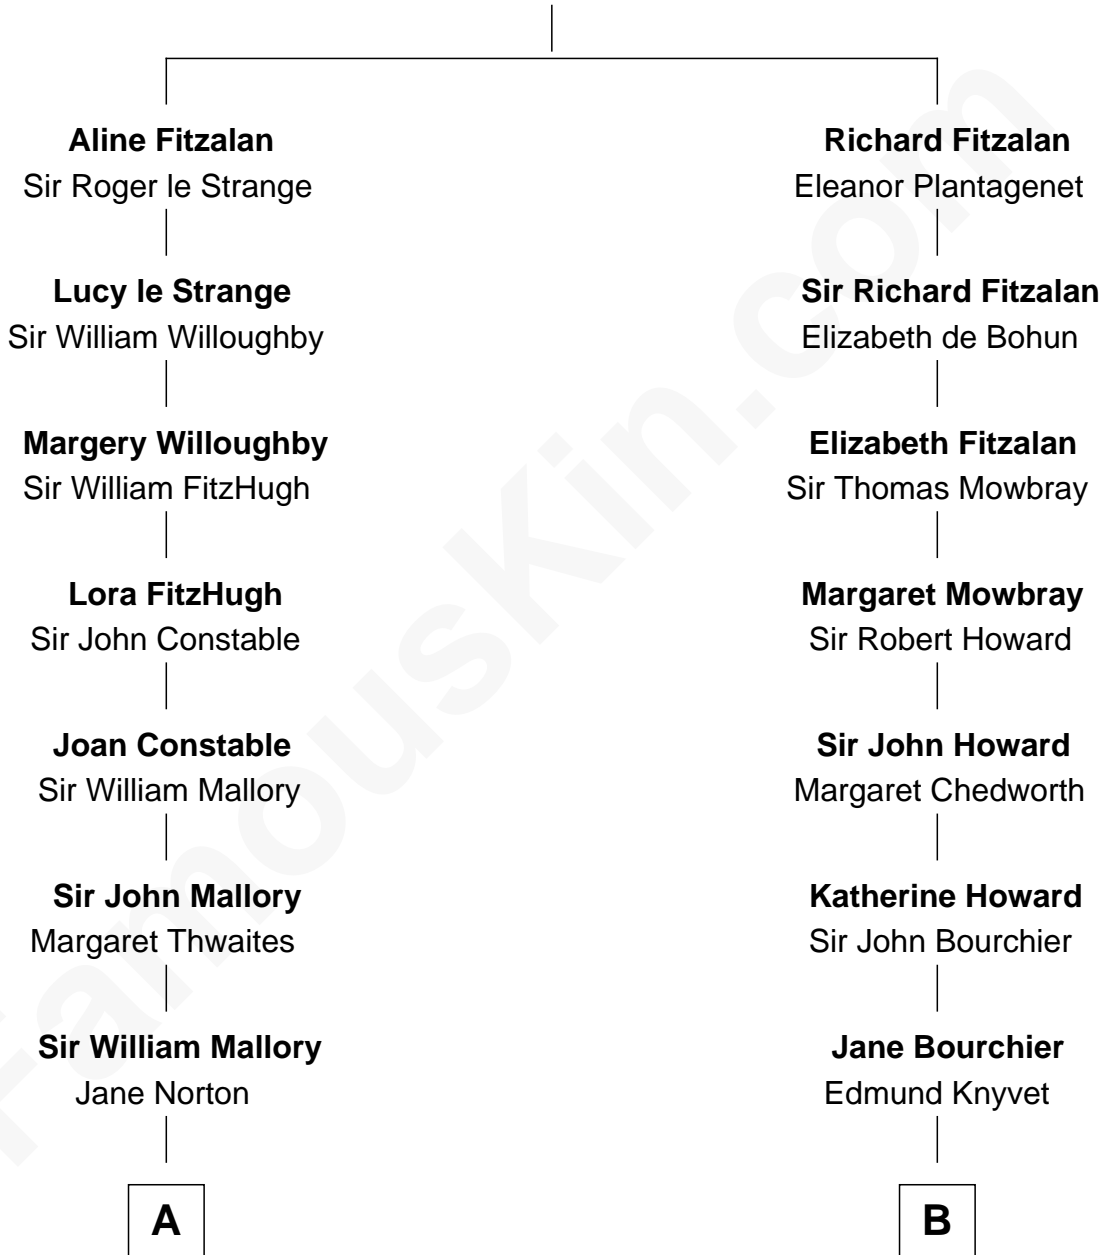 Aline Fitzalan
Sir Roger le Strange
Lucy le Strange
Sir William Willoughby
Margery Willoughby
Sir William FitzHugh
Lora FitzHugh
Sir John Constable
Joan Constable
Sir William Mallory
Sir John Mallory
Margaret Thwaites
Sir William Mallory
Jane Norton
A
Richard Fitzalan
Eleanor Plantagenet
Sir Richard Fitzalan
Elizabeth de Bohun
Elizabeth Fitzalan
Sir Thomas Mowbray
Margaret Mowbray
Sir Robert Howard
Sir John Howard
Margaret Chedworth
Katherine Howard
Sir John Bourchier
Jane Bourchier
Edmund Knyvet
B
FamousKin.com